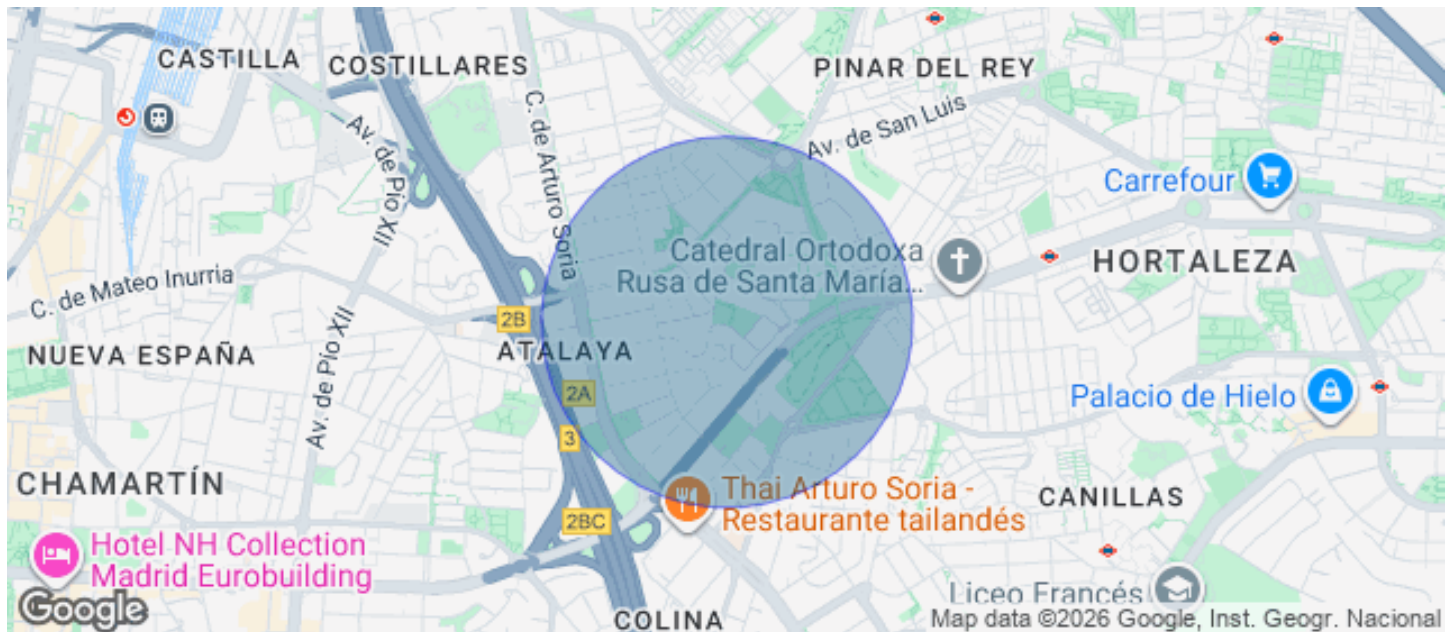 CASTILLA
COSTILLARES
PINAR DEL REY
Av. de Pío XII
C. de Arturo Soria
Av. de San Luis
Carrefour
Catedral Ortodoxa
Rusa de Santa María...
HORTALEZA
C. de Mateo Inurria
2B
NUEVA ESPAÑA
ATALAYA
Av. de Pío XII
2A
3
Palacio de Hielo
CHAMARTÍN
Thai Arturo Soria -
Restaurante tailandés
CANILLAS
2BC
Hotel NH Collection
Madrid Eurobuilding
Liceo Francés
Google
COLINA
Map data ©2026 Google, Inst. Geogr. Nacional